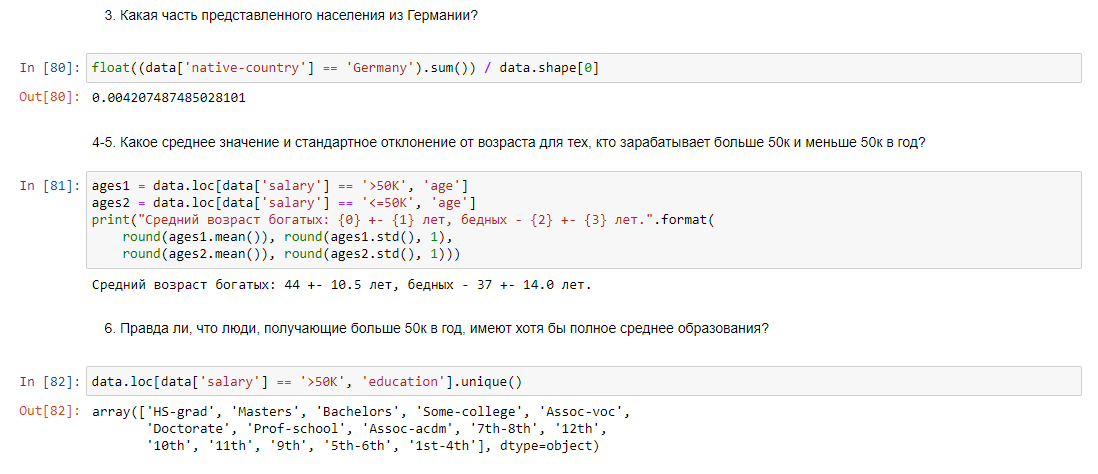 3. Какая часть представленного населения из Германии?
In [80]: float((data['native-country'] == 'Germany').sum()) / data.shape[0]
Out[80]: 0.004207487485028101
4-5. Какое среднее значение и стандартное отклонение от возраста для тех, кто зарабатывает больше 50к и меньше 50к в год?
In [81]: ages1 = data.loc[data['salary'] == '>50K', 'age']
ages2 = data.loc[data['salary'] == '<=50K', 'age']
print("Средний возраст богатых: {0} +- {1} лет, бедных - {2} +- {3} лет.".format(
round(ages1.mean()), round(ages1.std(), 1),
round(ages2.mean()), round(ages2.std(), 1)))
Средний возраст богатых: 44 +- 10.5 лет, бедных - 37 +- 14.0 лет.
6. Правда ли, что люди, получающие больше 50к в год, имеют хотя бы полное среднее образования?
In [82]: data.loc[data['salary'] == '>50K', 'education'].unique()
Out[82]: array(['HS-grad', 'Masters', 'Bachelors', 'Some-college', 'Assoc-voc',
'Doctorate', 'Prof-school', 'Assoc-acdm', '7th-8th', '12th',
'10th', '11th', '9th', '5th-6th', '1st-4th'], dtype=object)